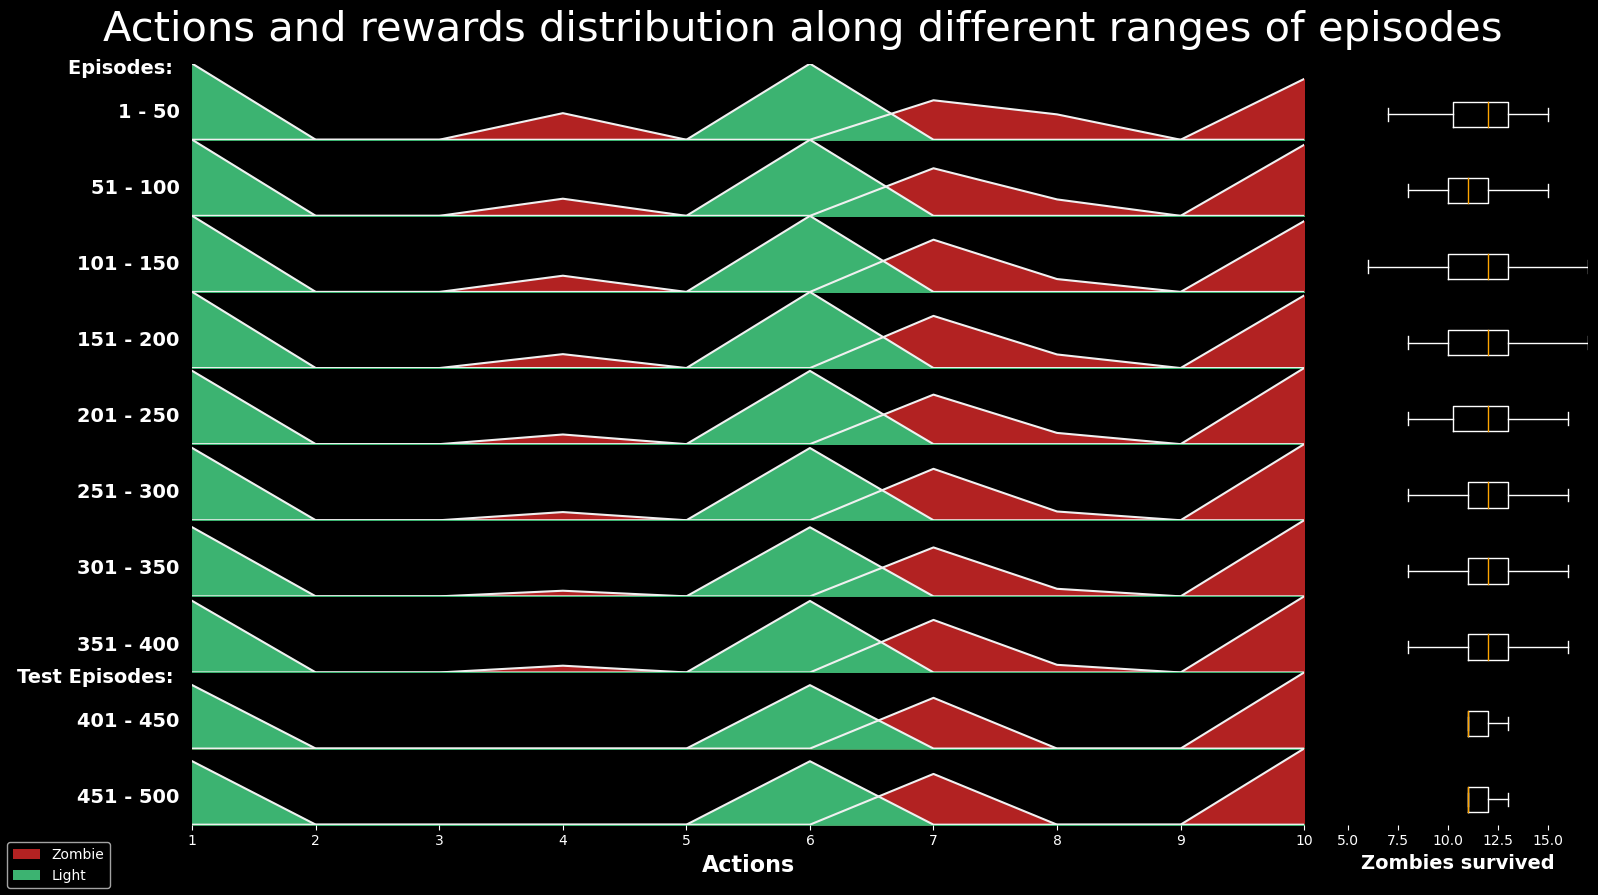 Actions and rewards distribution along different ranges of episodes
Episodes:
1 - 50
51 - 100
101 - 150
151 - 200
201 - 250
251 - 300
301 - 350
351 - 400
Test Episodes:
401 - 450
451 - 500
1 2 3 4 5 6 7 8 9 10
Actions
5.0 7.5 10.0 12.5 15.0
Zombies survived
Zombie
Light